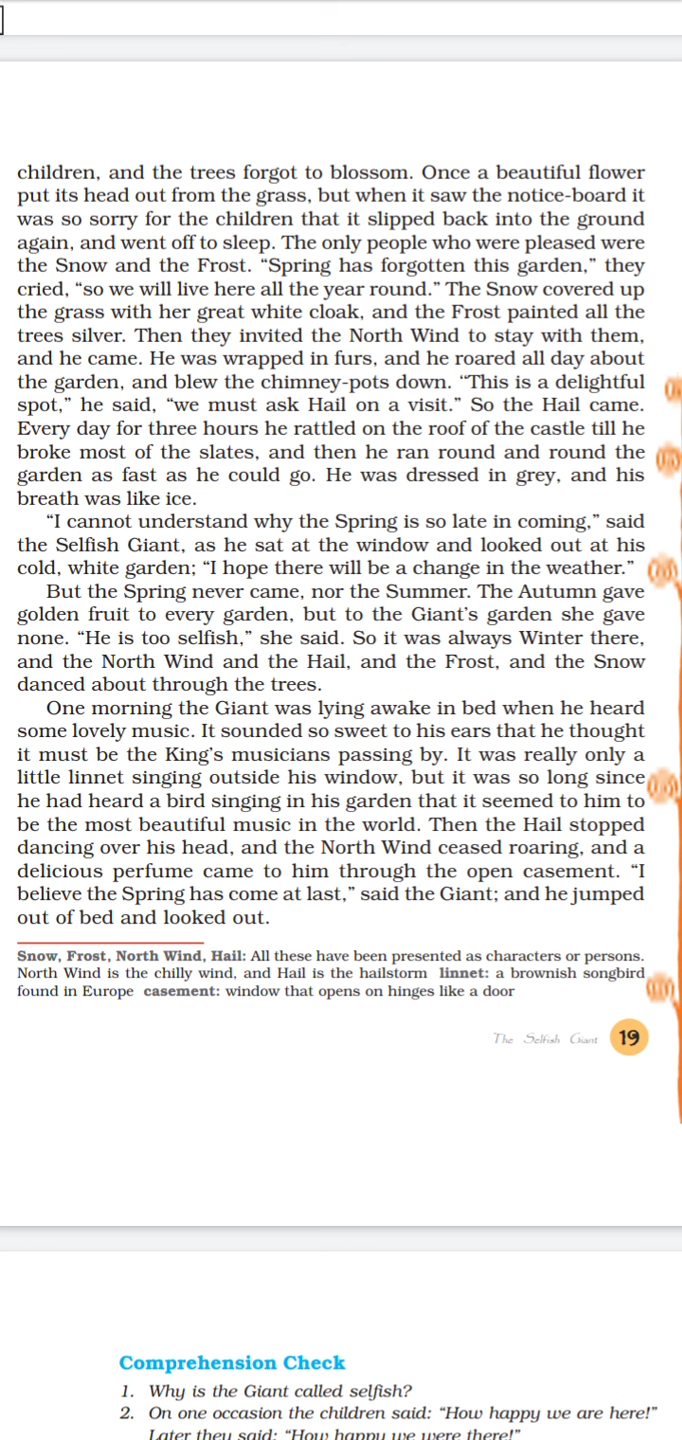 children, and the trees forgot to blossom. Once a beautiful flower
put its head out from the grass, but when it saw the notice-board it
was so sorry for the children that it slipped back into the ground
again, and went off to sleep. The only people who were pleased were
the Snow and the Frost. “Spring has forgotten this garden,” they
cried, “so we will live here all the year round.” The Snow covered up
the grass with her great white cloak, and the Frost painted all the
trees silver. Then they invited the North Wind to stay with them,
and he came. He was wrapped in furs, and he roared all day about
the garden, and blew the chimney-pots down. “This is a delightful
spot,” he said, “we must ask Hail on a visit.” So the Hail came.
Every day for three hours he rattled on the roof of the castle till he
broke most of the slates, and then he ran round and round the
garden as fast as he could go. He was dressed in grey, and his
breath was like ice.
“I cannot understand why the Spring is so late in coming,” said
the Selfish Giant, as he sat at the window and looked out at his
cold, white garden; “I hope there will be a change in the weather.”
But the Spring never came, nor the Summer. The Autumn gave
golden fruit to every garden, but to the Giant’s garden she gave
none. “He is too selfish,” she said. So it was always Winter there,
and the North Wind and the Hail, and the Frost, and the Snow
danced about through the trees.
One morning the Giant was lying awake in bed when he heard
some lovely music. It sounded so sweet to his ears that he thought
it must be the King’s musicians passing by. It was really only a
little linnet singing outside his window, but it was so long since
he had heard a bird singing in his garden that it seemed to him to
be the most beautiful music in the world. Then the Hail stopped
dancing over his head, and the North Wind ceased roaring, and a
delicious perfume came to him through the open casement. “I
believe the Spring has come at last,” said the Giant; and he jumped
out of bed and looked out.
Snow, Frost, North Wind, Hail: All these have been presented as characters or persons.
North Wind is the chilly wind, and Hail is the hailstorm linnet: a brownish songbird
found in Europe casement: window that opens on hinges like a door
The Selfish Giant 19
Comprehension Check
1. Why is the Giant called selfish?
2. On one occasion the children said: “How happy we are here!”
Later they said: “How happy we were there!”